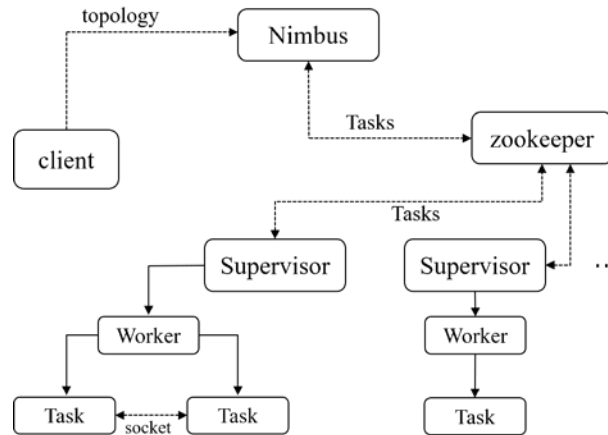 topology
Nimbus
Tasks
client
zookeeper
Tasks
Supervisor
Supervisor
..
Worker
Worker
Task
socket
Task
Task